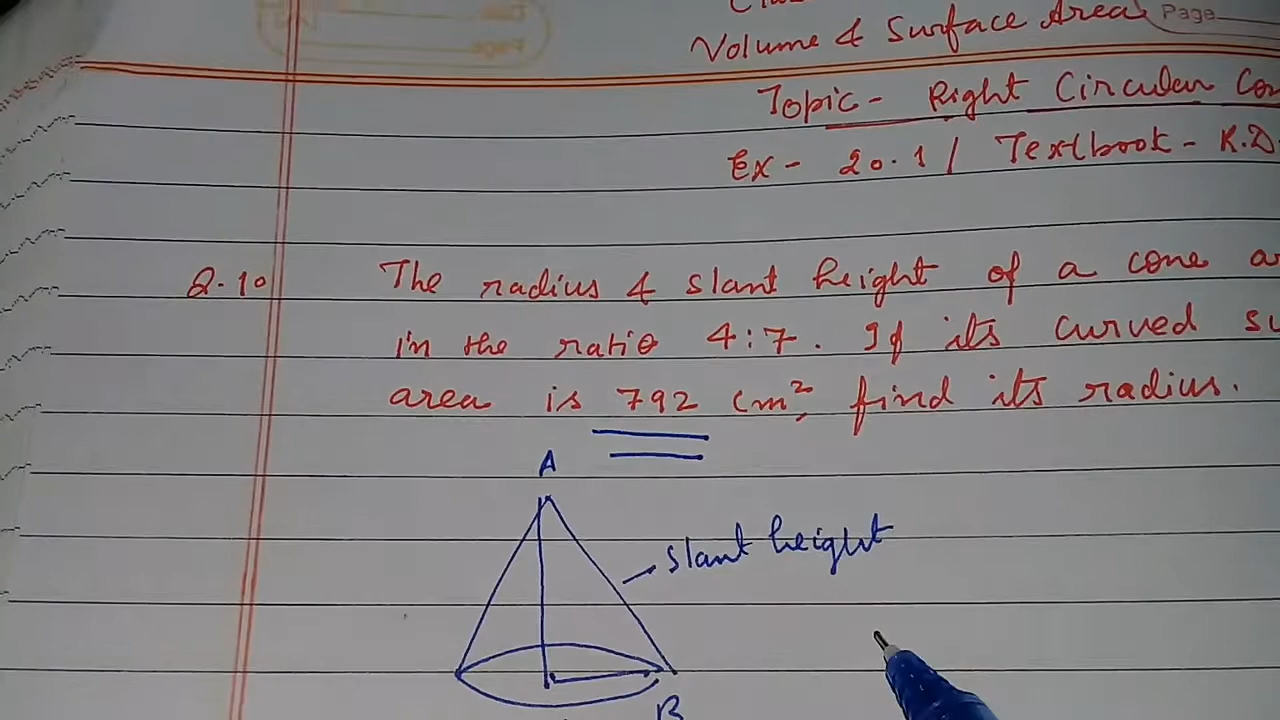 Volume & Surface Area Page
Topic - Right Circular
Ex - 20.1 / Textbook - R.D.
Q.10 The radius & slant height of a cone
in the ratio 4:7. If its curved
area is 792 cm², find its radius.
A
slant height
B